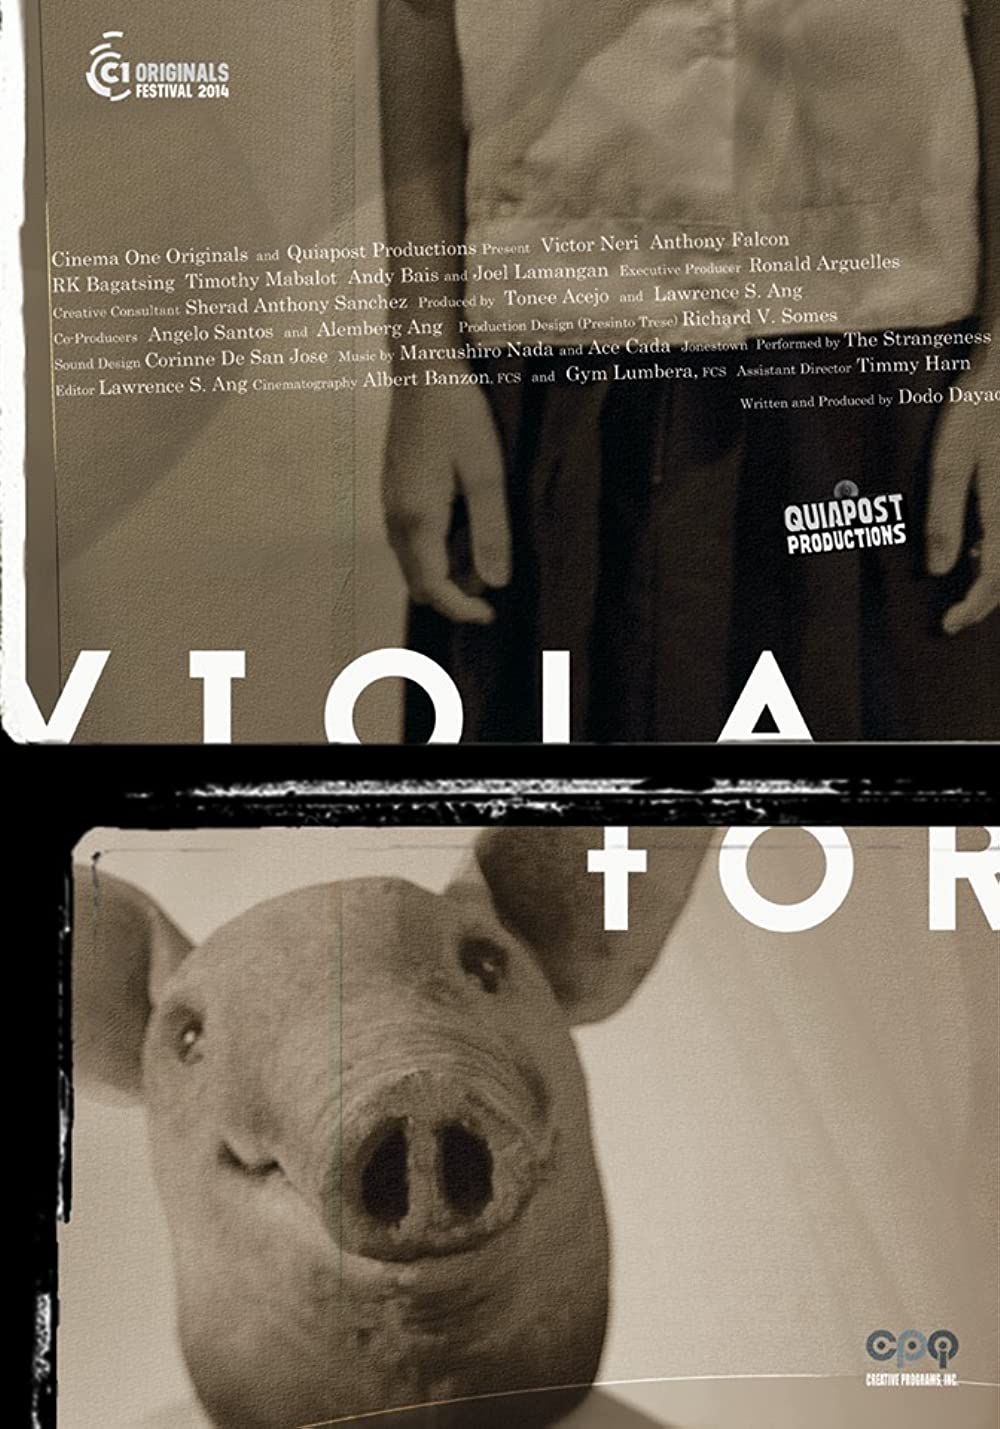 C1 ORIGINALS
FESTIVAL 2014
Cinema One Originals and Quiapost Productions Present Victor Neri Anthony Falcon
RK Bagatsing Timothy Mabalot Andy Bais and Joel Lamangan Executive Producer Ronald Arguelles
Creative Consultant Sherad Anthony Sanchez Produced by Tonee Acejo and Lawrence S. Ang
Co-Producers Angelo Santos and Alemberg Ang Production Design (Presinto Trese) Richard V. Somes
Sound Design Corinne De San Jose Music by Marcushiro Nada and Ace Cada Jonestown Performed by The Strangeness
Editor Lawrence S. Ang Cinematography Albert Banzon, FCS and Gym Lumbera, FCS Assistant Director Timmy Harn
Written and Produced by Dodo Dayao
QUIAPOST
PRODUCTIONS
VIOLA
TOR
cpi
CREATIVE PROGRAMS, INC.